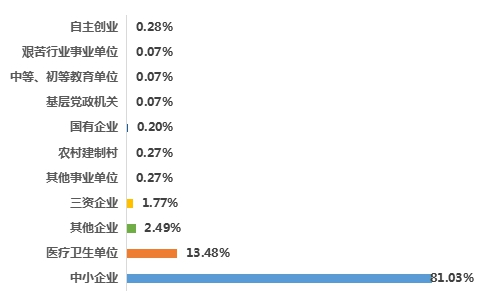 自主创业 0.28%
艰苦行业事业单位 0.07%
中等、初等教育单位 0.07%
基层党政机关 0.07%
国有企业 0.20%
农村建制村 0.27%
其他事业单位 0.27%
三资企业 1.77%
其他企业 2.49%
医疗卫生单位 13.48%
中小企业 81.03%